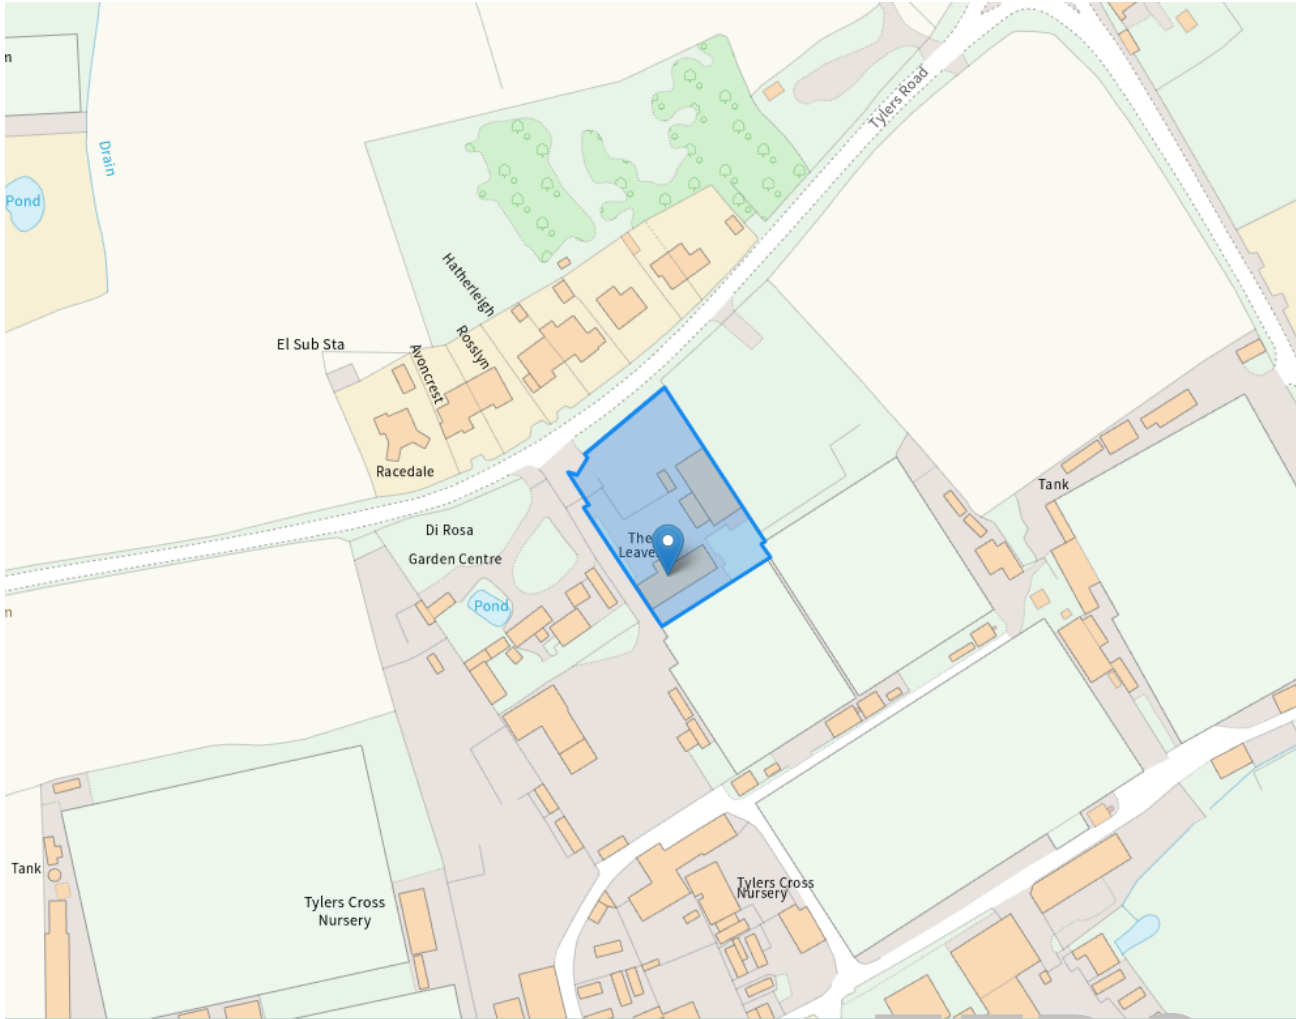 n
Tylers Road
Drain
Pond
Hatherleigh
El Sub Sta
Rosslyn
Avoncrest
Racedale
Tank
Di Rosa
Garden Centre
The
Leave
Pond
n
Tank
Tylers Cross
Nursery
Tylers Cross
Nursery